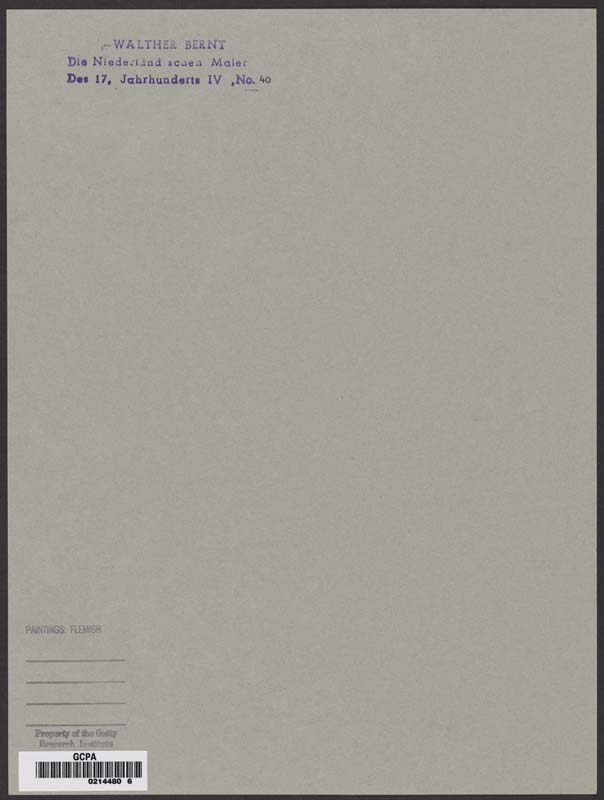 WALTHER BERNT
Die Niederländischen Maler
Des 17, Jahrhunderts IV , No. 40
PAINTINGS: FLEMISH
Property of the Getty
Research Institute
GCPA
0214480 6